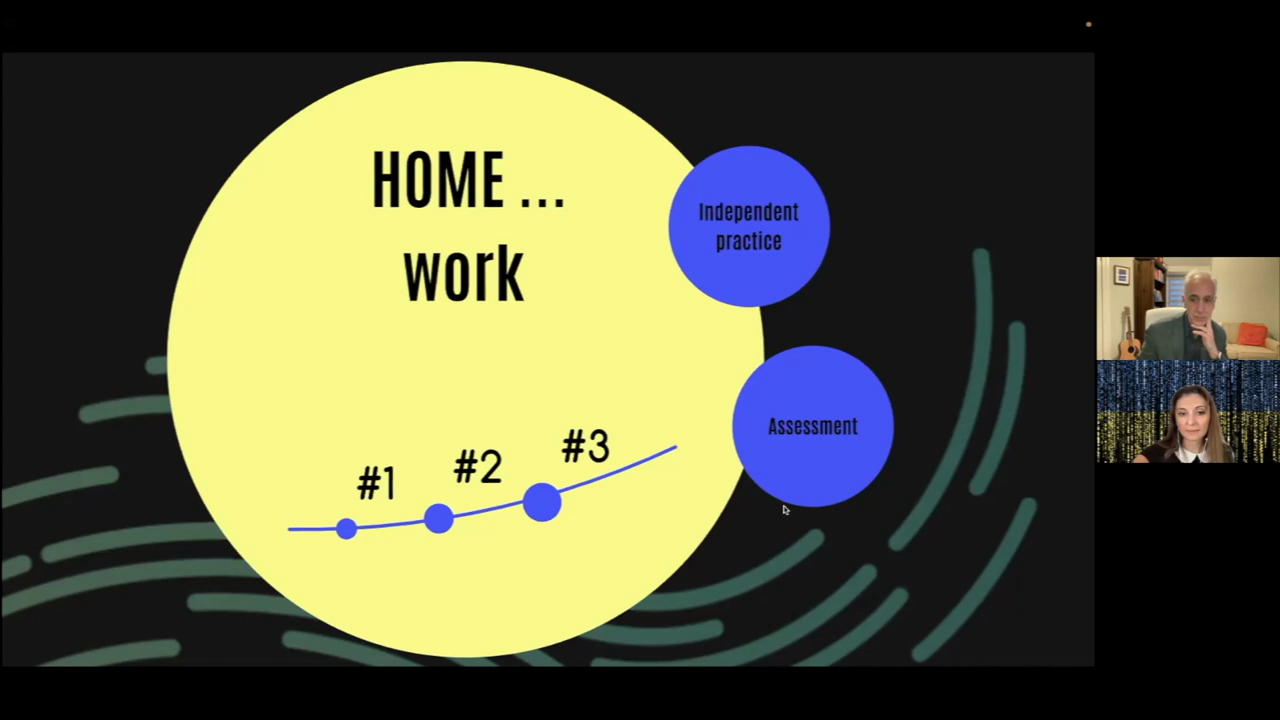 HOME ...
work
Independent
practice
Assessment
#1
#2
#3